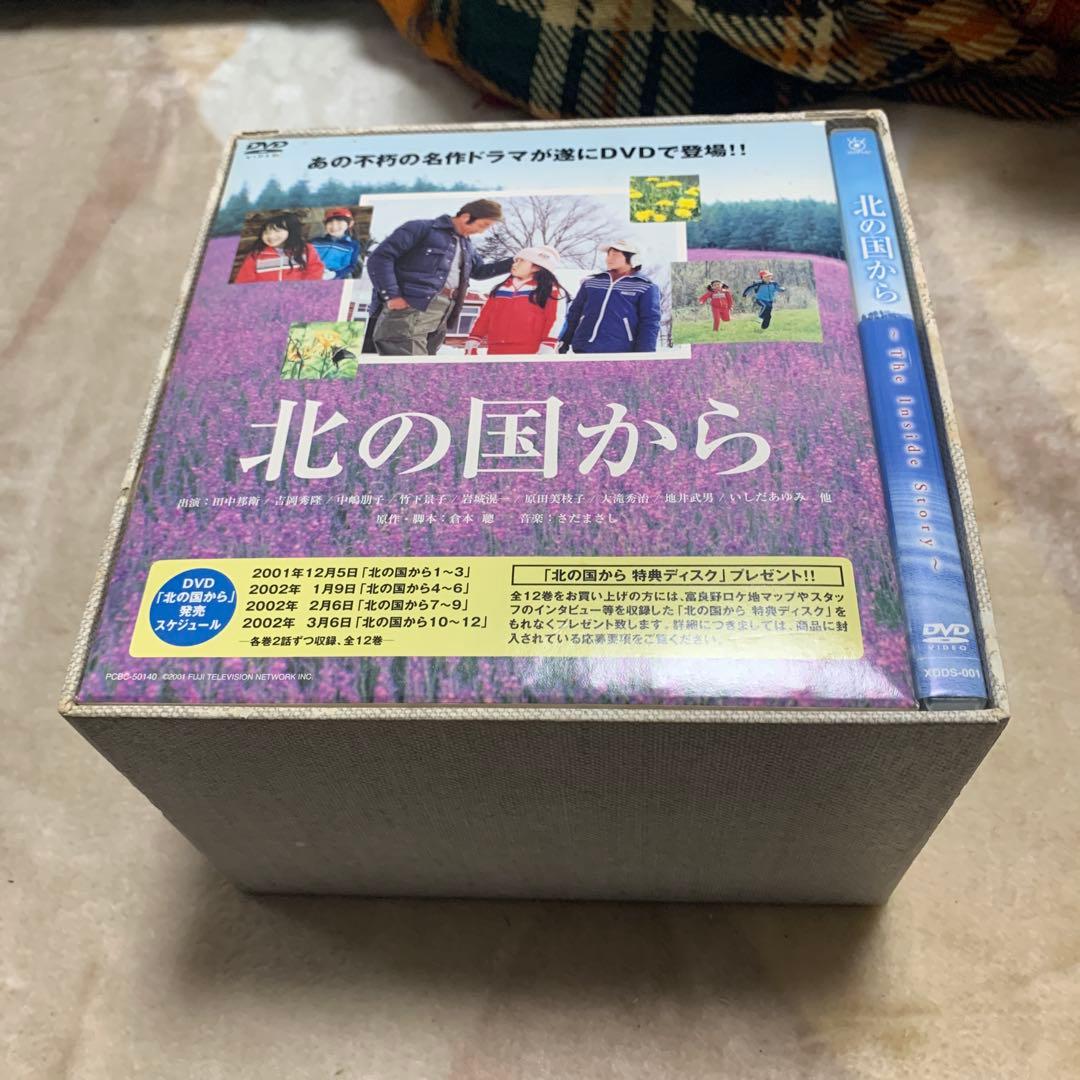 DVD
VIDEO
あの不朽の名作ドラマが遂にDVDで登場!!
北の国から
出演：田中邦衛／吉岡秀隆／中嶋朋子／竹下景子／岩城滉一／原田美枝子／大滝秀治／地井武男／いしだあゆみ 他
原作・脚本：倉本 聰　音楽：さだまさし
DVD
「北の国から」
発売
スケジュール
2001年12月5日「北の国から1〜3」
2002年 1月9日「北の国から4〜6」
2002年 2月6日「北の国から7〜9」
2002年 3月6日「北の国から10〜12」
—各巻2話ずつ収録、全12巻—
「北の国から 特典ディスク」プレゼント!!
全12巻をお買い上げの方には、富良野ロケ地マップやスタッ
フのインタビュー等を収録した「北の国から 特典ディスク」を
もれなくプレゼント致します。詳細につきましては、商品に封
入されている応募要項をご覧ください。
PCBC-50140 ©2001 FUJI TELEVISION NETWORK INC.
北の国から
〜The Inside Story〜
DVD
VIDEO
XDDS-001